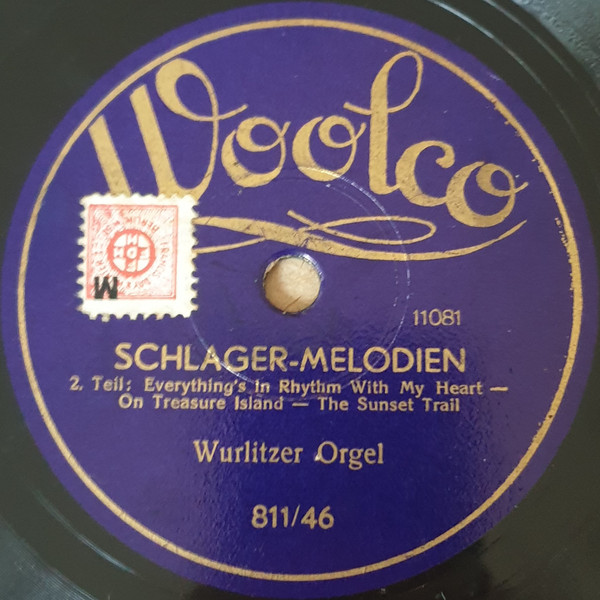 Woolco
M
11081
SCHLAGER-MELODIEN
2. Teil: Everything's in Rhythm With My Heart —
On Treasure Island — The Sunset Trail
Wurlitzer Orgel
811/46